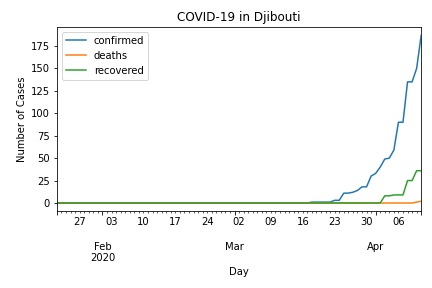 COVID-19 in Djibouti
confirmed
deaths
recovered
Number of Cases
175
150
125
100
75
50
25
0
27 03 10 17 24 02 09 16 23 30 06
Feb Mar Apr
2020
Day